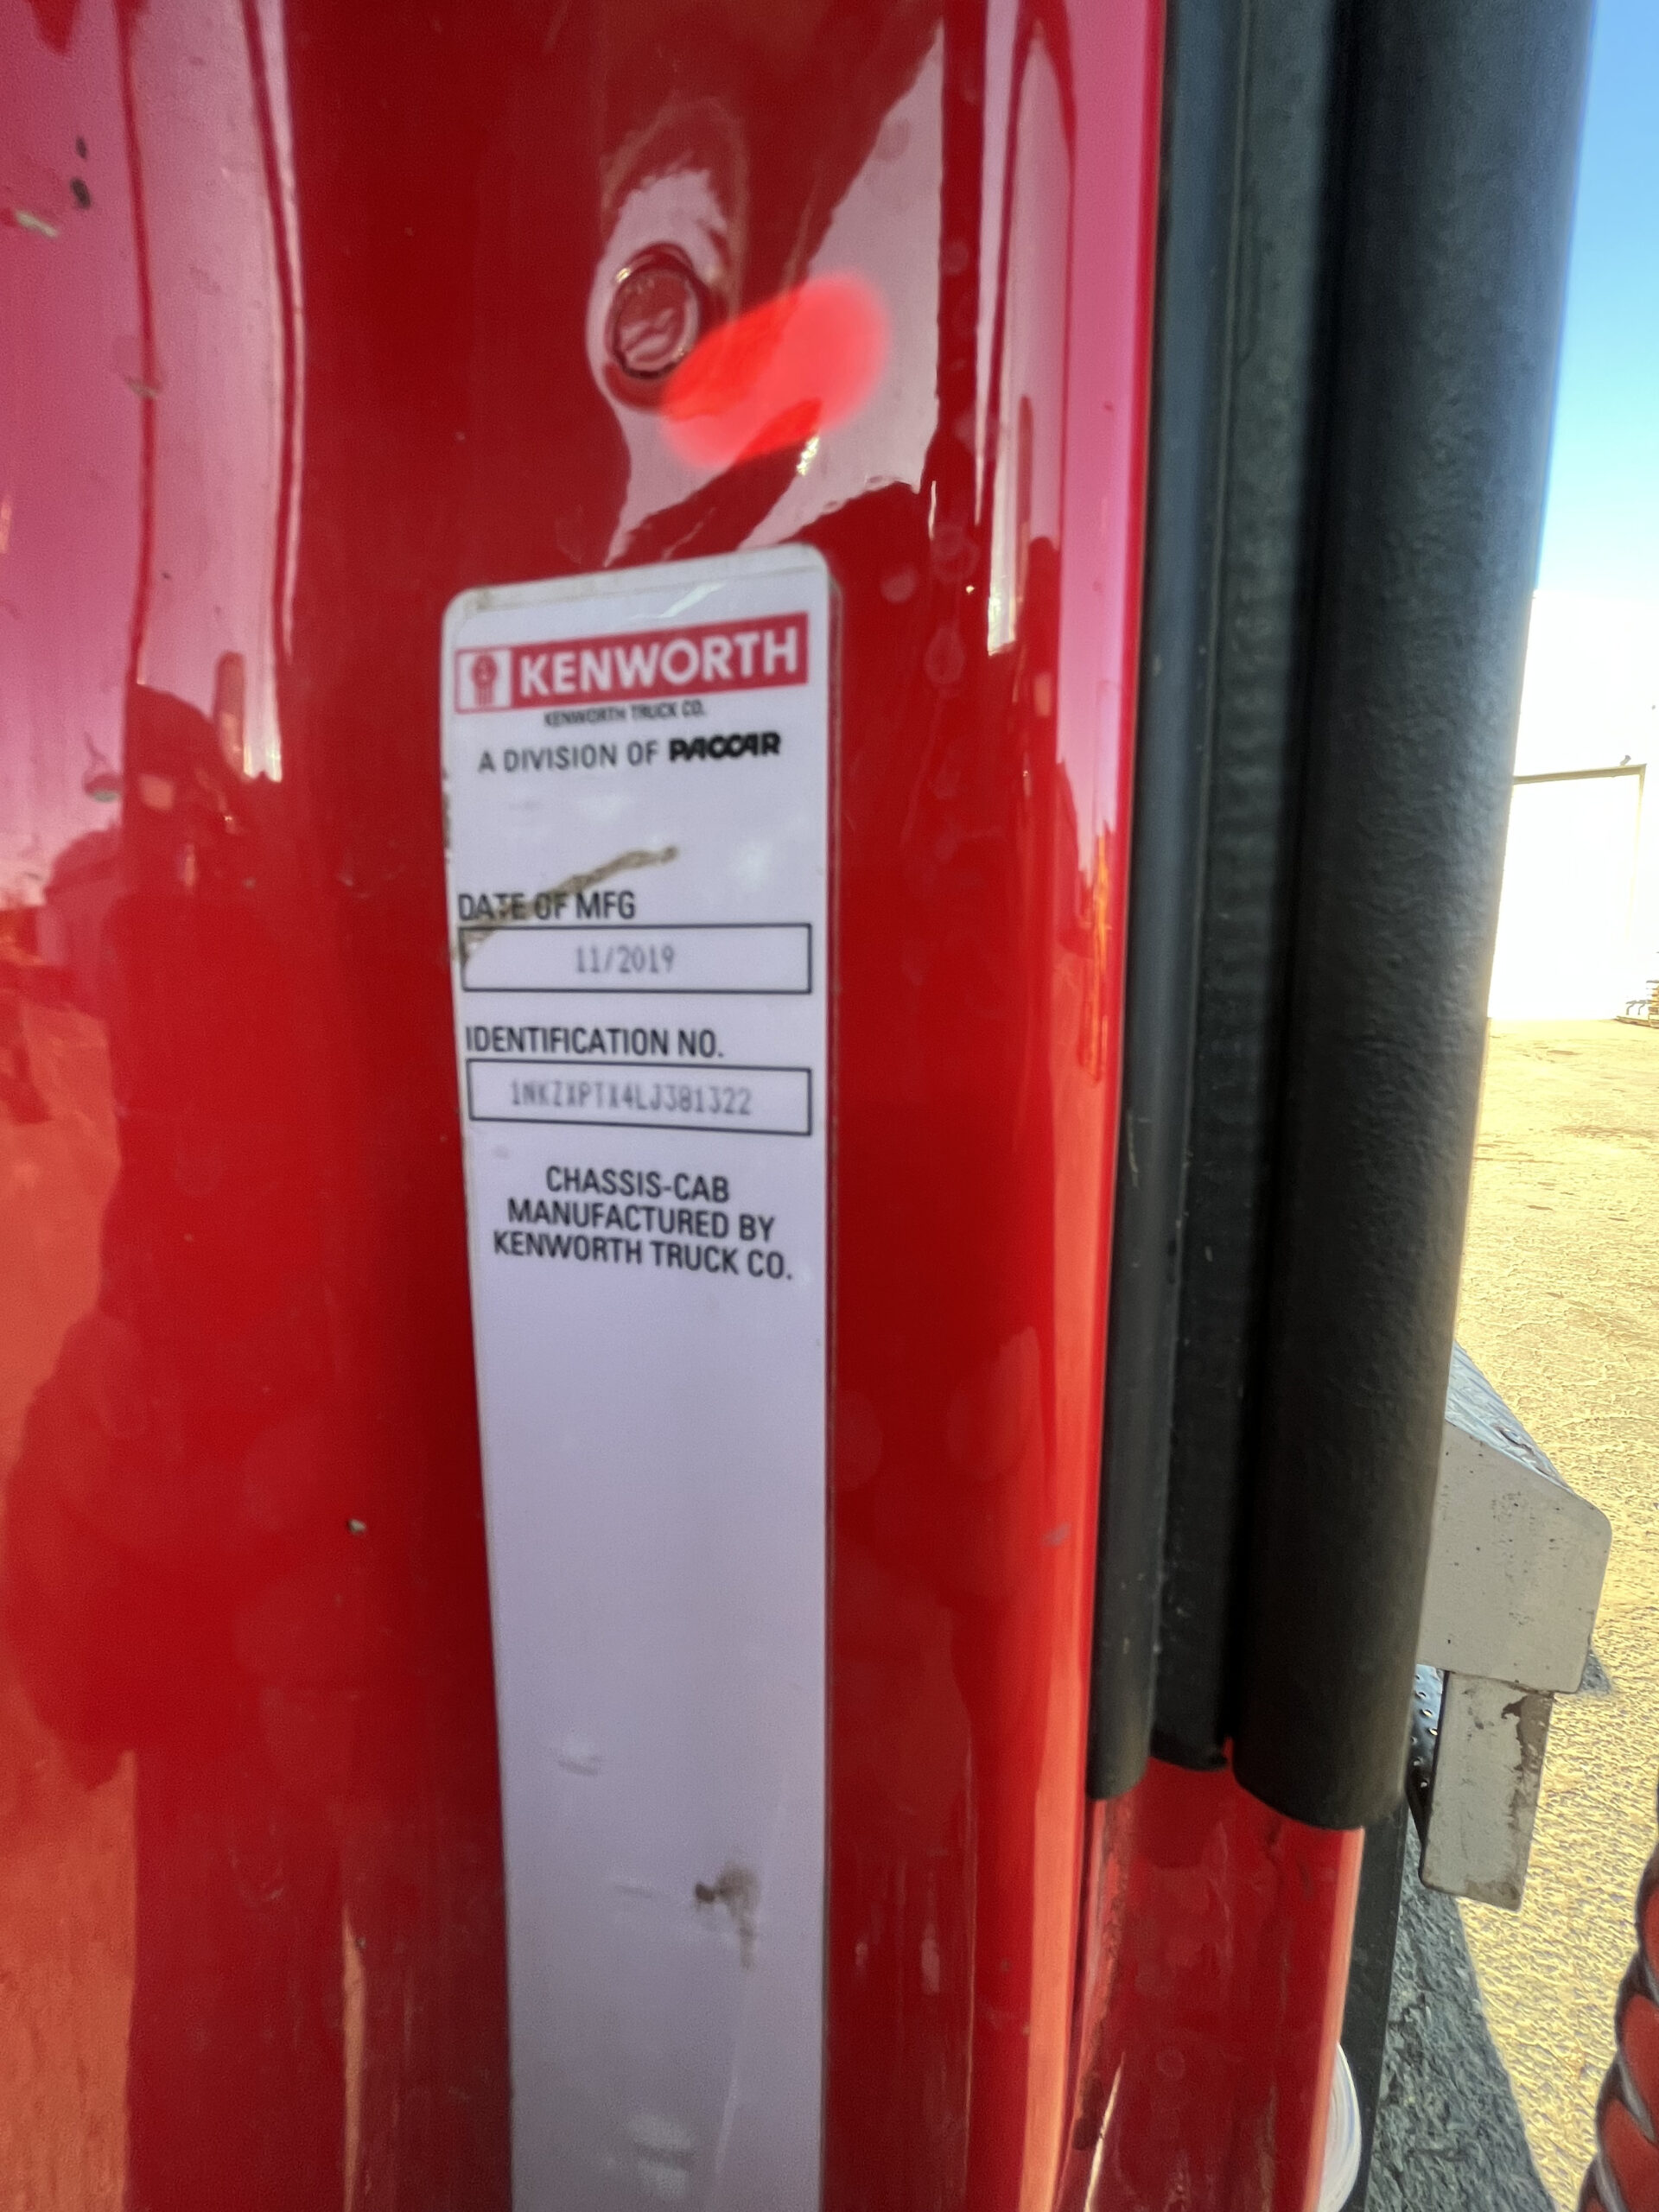 KENWORTH
KENWORTH TRUCK CO.
A DIVISION OF PACCAR
DATE OF MFG
11/2019
IDENTIFICATION NO.
1NKZXPTX4LJ381322
CHASSIS-CAB
MANUFACTURED BY
KENWORTH TRUCK CO.